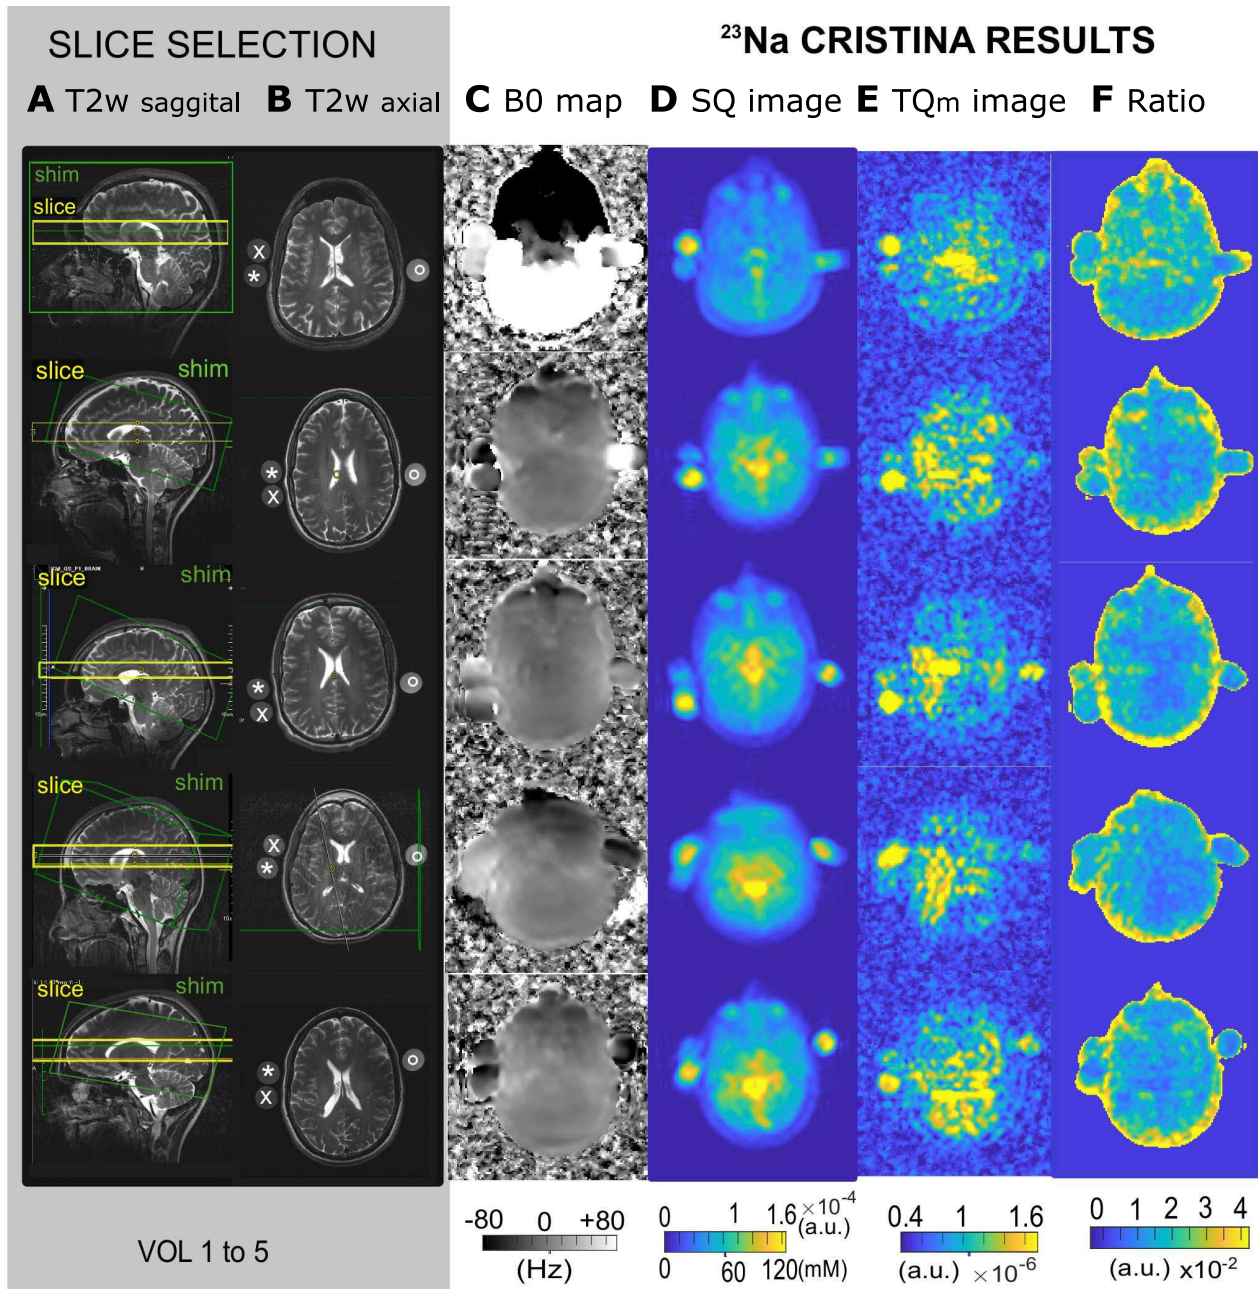 SLICE SELECTION
²³Na CRISTINA RESULTS
A T2w saggital B T2w axial C B0 map D SQ image E TQm image F Ratio
shim
slice
X
*
O
slice shim
*
X
O
slice shim
*
X
O
slice shim
X
*
O
slice shim
*
X
O
VOL 1 to 5
-80 0 +80
(Hz)
0 1 1.6 ×10⁻⁴
(a.u.)
0 60 120(mM)
0.4 1 1.6
(a.u.) ×10⁻⁶
0 1 2 3 4
(a.u.) x10⁻²